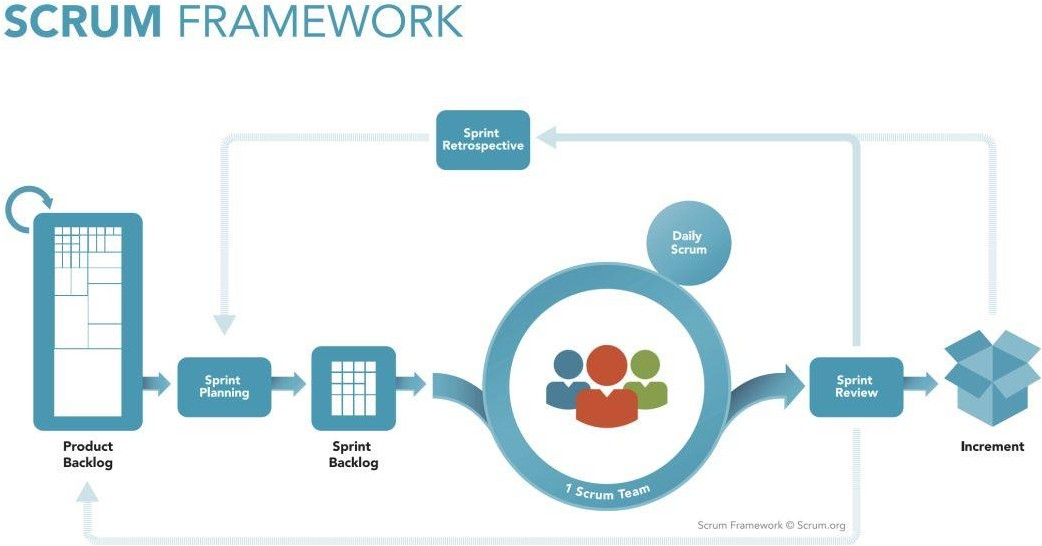 SCRUM FRAMEWORK
Sprint
Retrospective
Daily
Scrum
Sprint
Planning
Sprint
Review
Product
Backlog
Sprint
Backlog
Increment
1 Scrum Team
Scrum Framework © Scrum.org